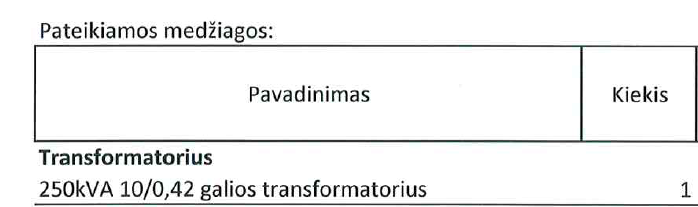 Pateikiamos medžiagos:
Pavadinimas Kiekis
Transformatorius
250kVA 10/0,42 galios transformatorius 1